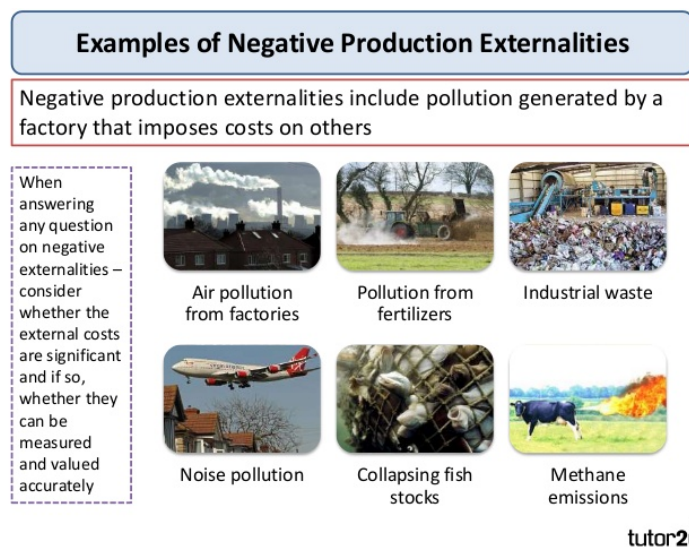 Examples of Negative Production Externalities
Negative production externalities include pollution generated by a
factory that imposes costs on others
When
answering
any question
on negative
externalities –
consider
whether the
external costs
are significant
and if so,
whether they
can be
measured
and valued
accurately
Air pollution
from factories
Pollution from
fertilizers
Industrial waste
Noise pollution
Collapsing fish
stocks
Methane
emissions